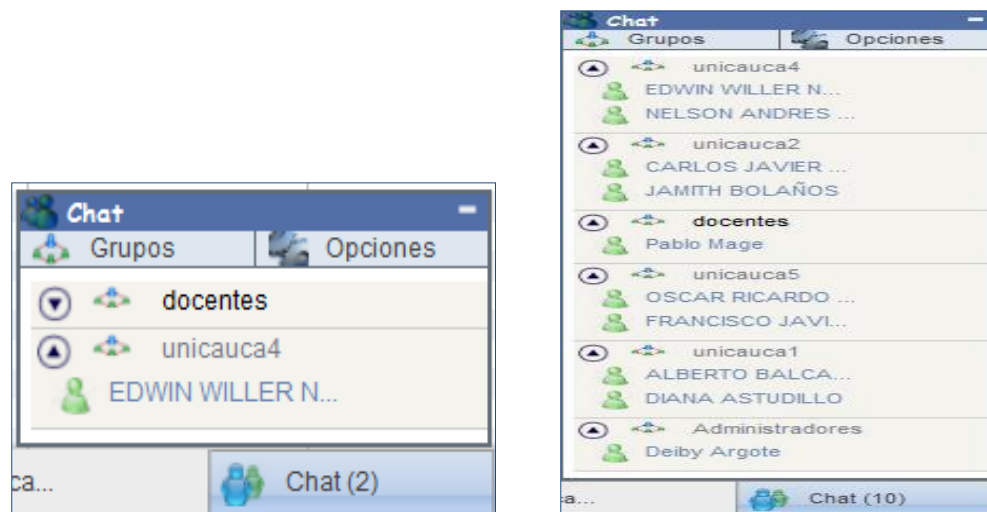 Chat
Grupos Opciones
docentes
unicauca4
EDWIN WILLER N...
ca... Chat (2)
Chat
Grupos Opciones
unicauca4
EDWIN WILLER N...
NELSON ANDRES ...
unicauca2
CARLOS JAVIER ...
JAMITH BOLAÑOS
docentes
Pablo Mage
unicauca5
OSCAR RICARDO ...
FRANCISCO JAVI...
unicauca1
ALBERTO BALCA...
DIANA ASTUDILLO
Administradores
Deiby Argote
a... Chat (10)